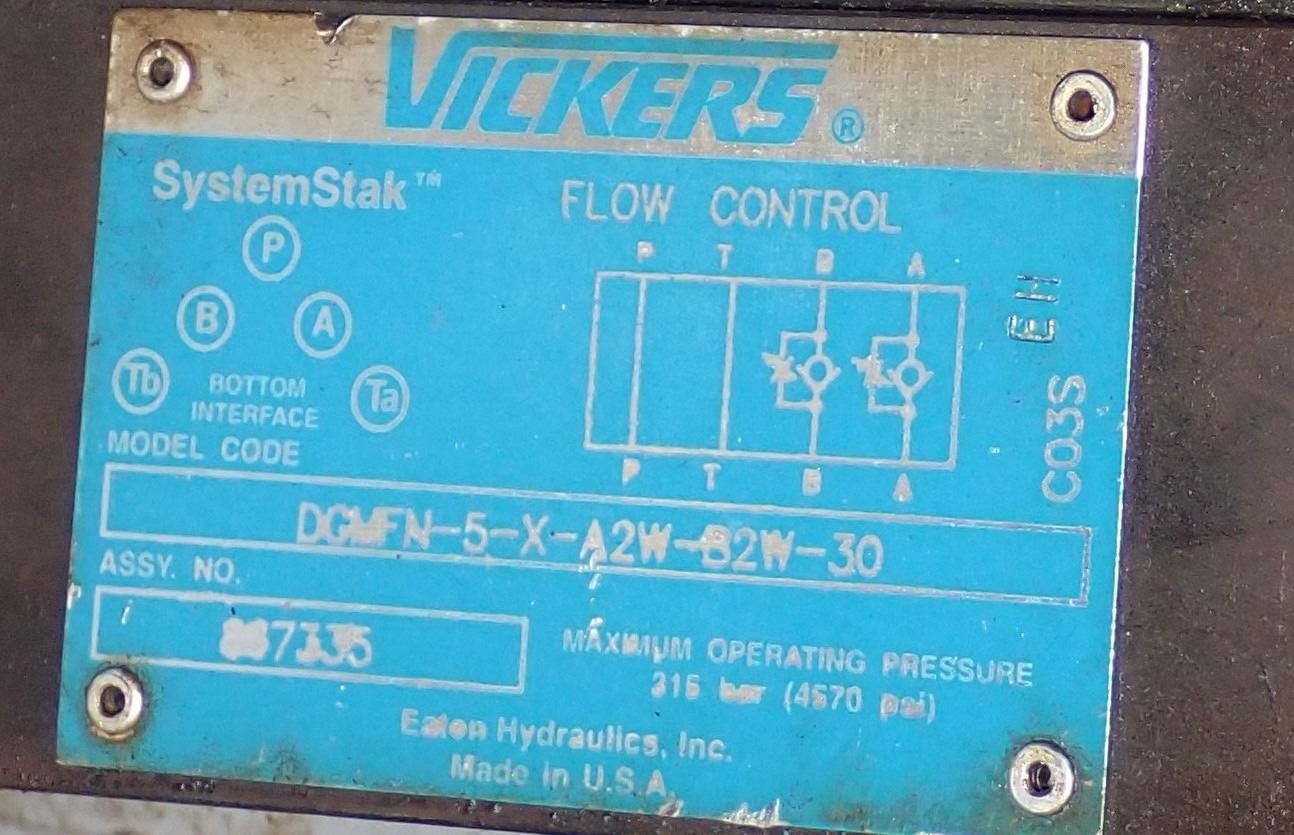 VICKERS®
SystemStak™
FLOW CONTROL
P
B A
Tb Ta
BOTTOM
INTERFACE
P T B A
P T B A
EH
C03S
MODEL CODE
DGMFN-5-X-A2W-B2W-30
ASSY. NO.
MAXIMUM OPERATING PRESSURE
315 bar (4570 psi)
Eaton Hydraulics, Inc.
Made in U.S.A.